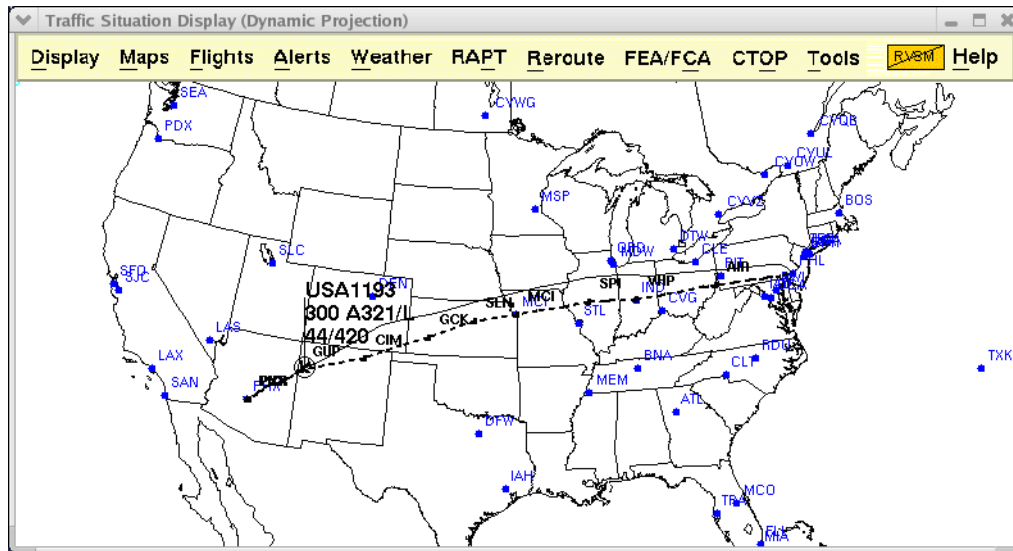 Traffic Situation Display (Dynamic Projection)
Display Maps Flights Alerts Weather RAPT Reroute FEA/FCA CTOP Tools RVSM Help
SEA
CYWG
CYQB
PDX
CYUL
CYOW
MSP
CYYZ
BOS
DTW
ORD
MDW
CLE
SLC
PIT
AIR
SFO
SJC
DEN
USA1193
300 A321/L
44/420
SLN
MCI
SPI
VHP
MCI
IND
CVG
STL
GCK
CIM
GUP
LAS
LAX
SAN
PHX
BNA
RDU
CLT
TXK
MEM
ATL
DFW
IAH
MCO
TPA
MIA